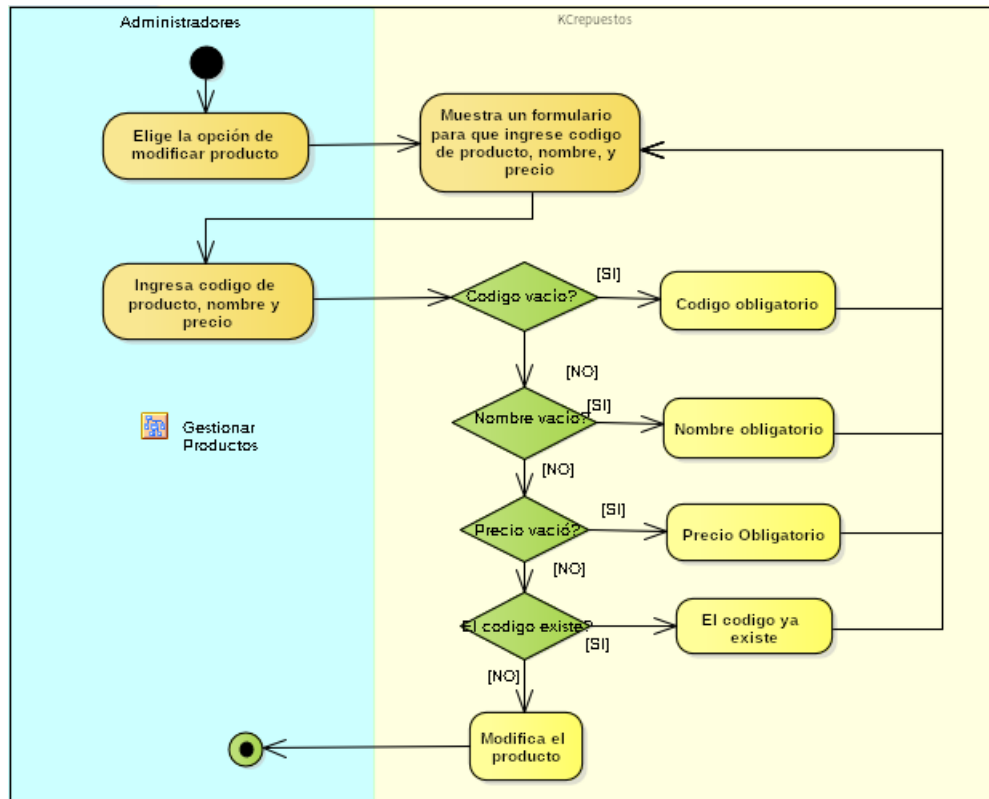 Administradores
KCrepuestos
Elige la opción de
modificar producto
Muestra un formulario
para que ingrese codigo
de producto, nombre, y
precio
Ingresa codigo de
producto, nombre y
precio
Codigo vacio?
[SI]
Codigo obligatorio
[NO]
Nombre vacio?
[SI]
Nombre obligatorio
[NO]
Gestionar
Productos
Precio vació?
[SI]
Precio Obligatorio
[NO]
El codigo existe?
[SI]
El codigo ya
existe
[NO]
Modifica el
producto